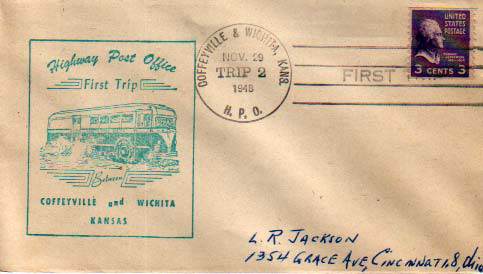 Highway Post Office
First Trip
Between
COFFEYVILLE and WICHITA
KANSAS
COFFEYVILLE & WICHITA, KANS.
NOV. 29
TRIP 2
1948
H. P. O.
FIRST
UNITED
STATES
POSTAGE
3 CENTS 3
L. R. JACKSON
1354 GRACE AVE, CINCINNATI, 8, Ohio